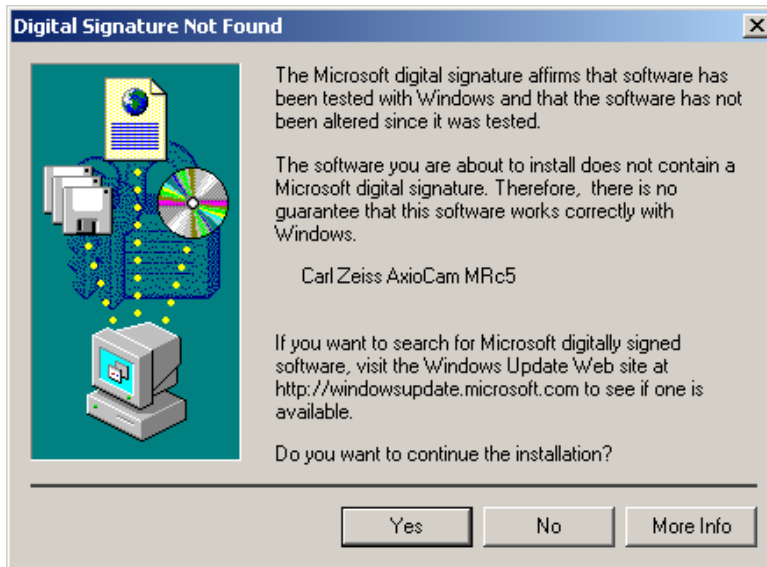 Digital Signature Not Found
The Microsoft digital signature affirms that software has
been tested with Windows and that the software has not
been altered since it was tested.
The software you are about to install does not contain a
Microsoft digital signature. Therefore,  there is no
guarantee that this software works correctly with
Windows.
Carl Zeiss AxioCam MRc5
If you want to search for Microsoft digitally signed
software, visit the Windows Update Web site at
http://windowsupdate.microsoft.com to see if one is
available.
Do you want to continue the installation?
Yes No More Info